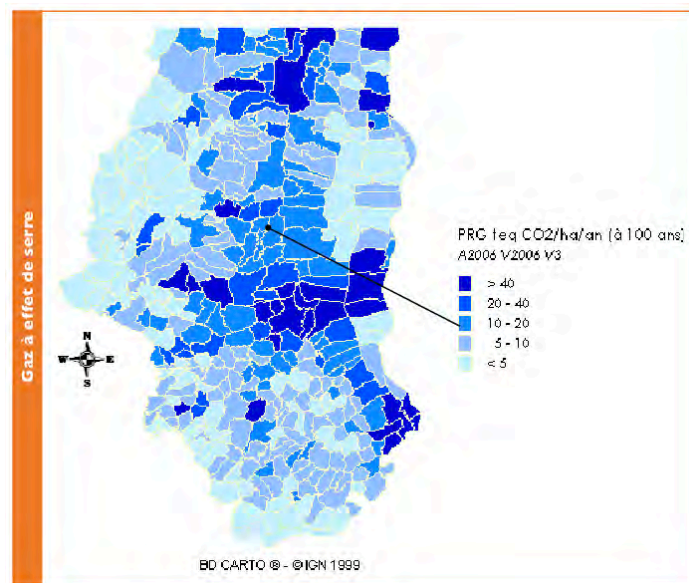 Gaz à effet de serre
PRG teq CO2/ha/an (à 100 ans)
A2006 V2006 V3
> 40
20 - 40
10 - 20
5 - 10
< 5
N
W E
S
BD CARTO ® - ©IGN 1999